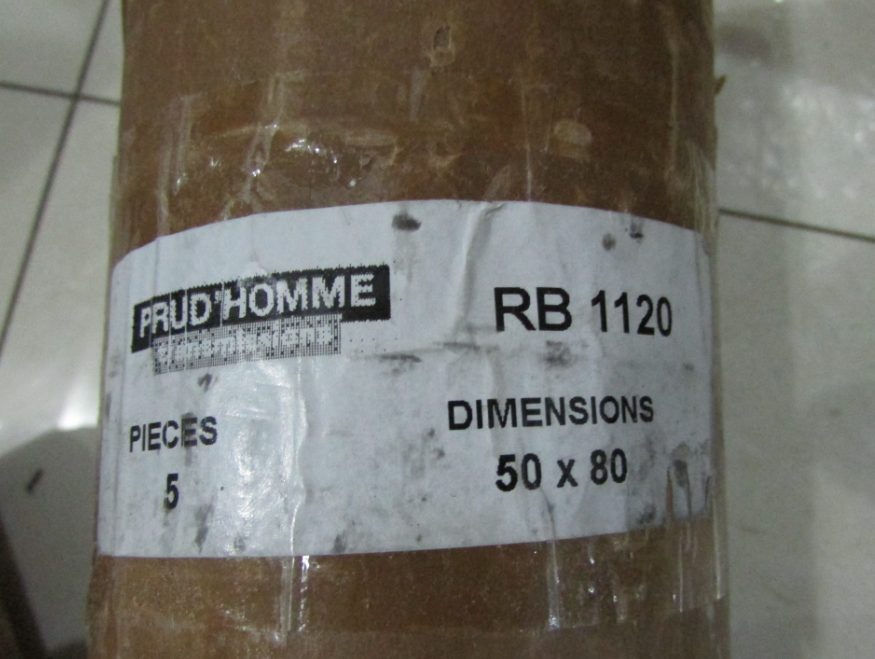 PRUD'HOMME
transmissions
RB 1120
PIECES
5
DIMENSIONS
50 x 80